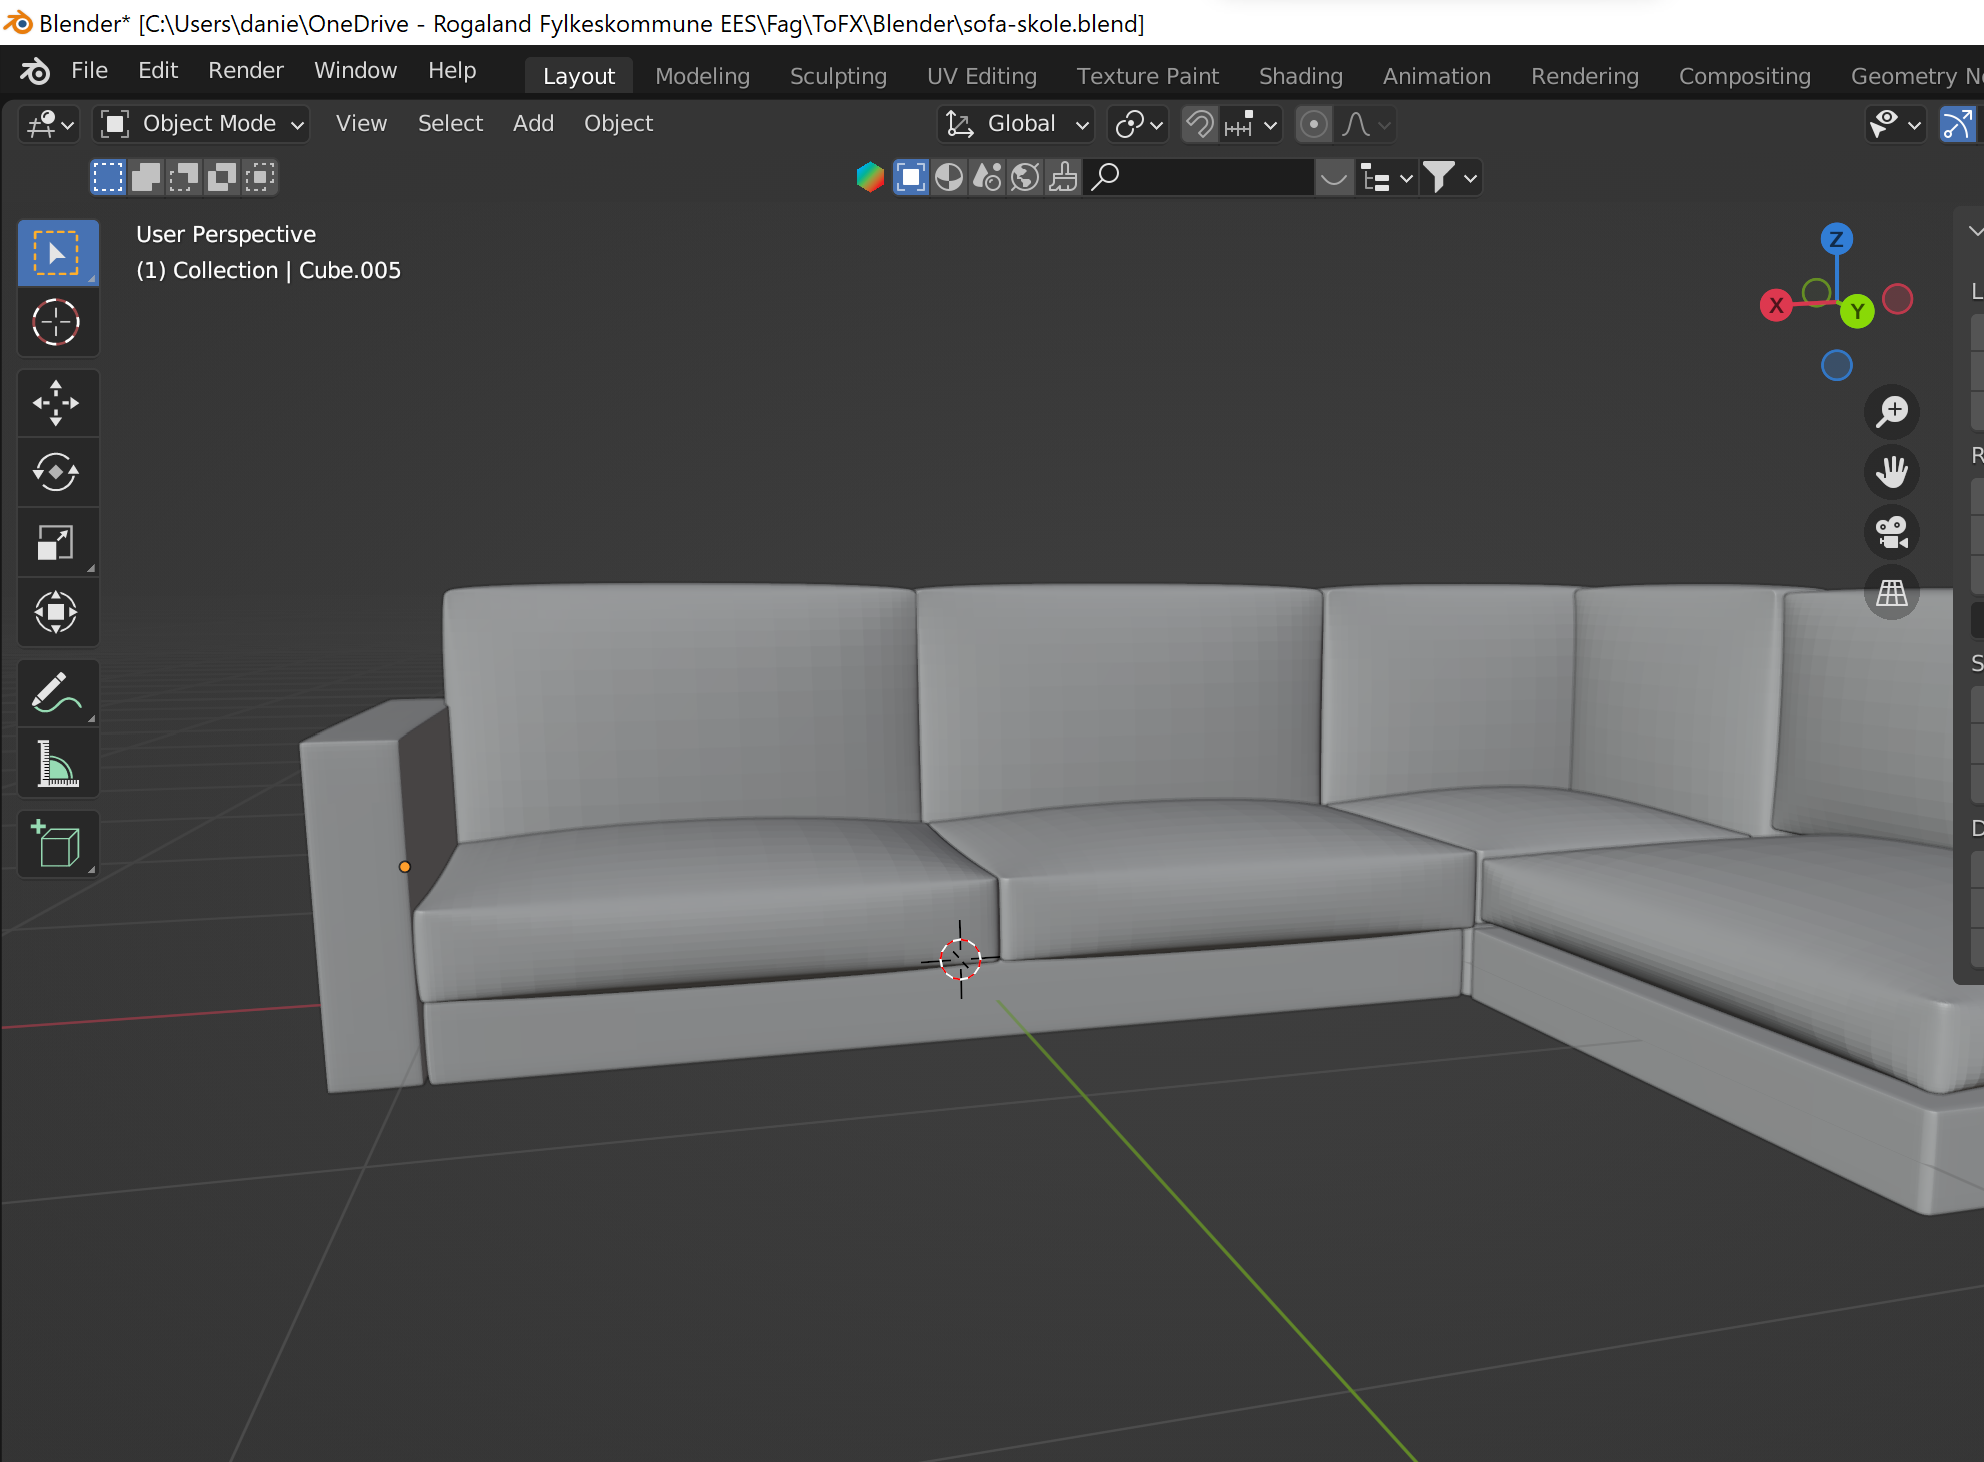 Blender* [C:\Users\danie\OneDrive - Rogaland Fylkeskommune EES\Fag\ToFX\Blender\sofa-skole.blend]
File Edit Render Window Help Layout Modeling Sculpting UV Editing Texture Paint Shading Animation Rendering Compositing Geometry
Object Mode View Select Add Object Global
User Perspective
(1) Collection | Cube.005
Z
X
Y
L
R
S
D